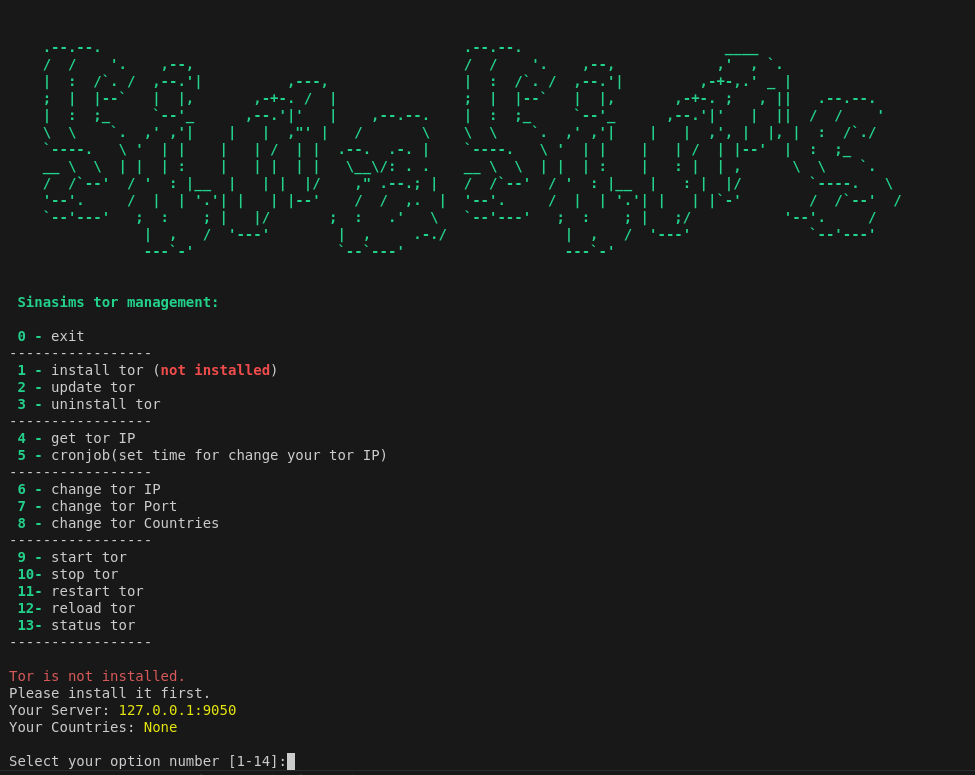 Sinasims tor management:
0 - exit
-----------------
1 - install tor (not installed)
2 - update tor
3 - uninstall tor
-----------------
4 - get tor IP
5 - cronjob(set time for change your tor IP)
-----------------
6 - change tor IP
7 - change tor Port
8 - change tor Countries
-----------------
9 - start tor
10- stop tor
11- restart tor
12- reload tor
13- status tor
-----------------
Tor is not installed.
Please install it first.
Your Server: 127.0.0.1:9050
Your Countries: None
Select your option number [1-14]: